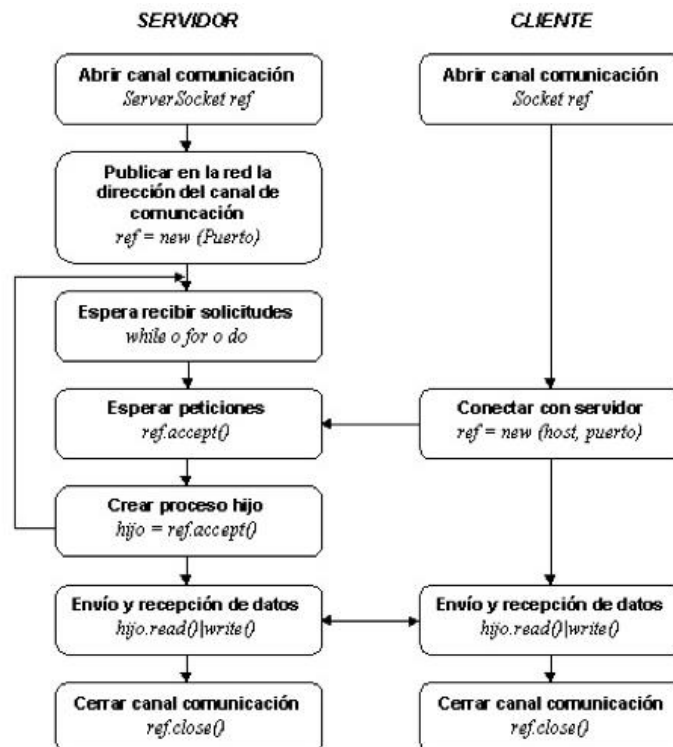 SERVIDOR
Abrir canal comunicación
ServerSocket ref
Publicar en la red la
dirección del canal de
comuncación
ref = new (Puerto)
Espera recibir solicitudes
while o for o do
Esperar peticiones
ref.accept()
Crear proceso hijo
hijo = ref.accept()
Envío y recepción de datos
hijo.read()|write()
Cerrar canal comunicación
ref.close()
CLIENTE
Abrir canal comunicación
Socket ref
Conectar con servidor
ref = new (host, puerto)
Envío y recepción de datos
hijo.read()|write()
Cerrar canal comunicación
ref.close()